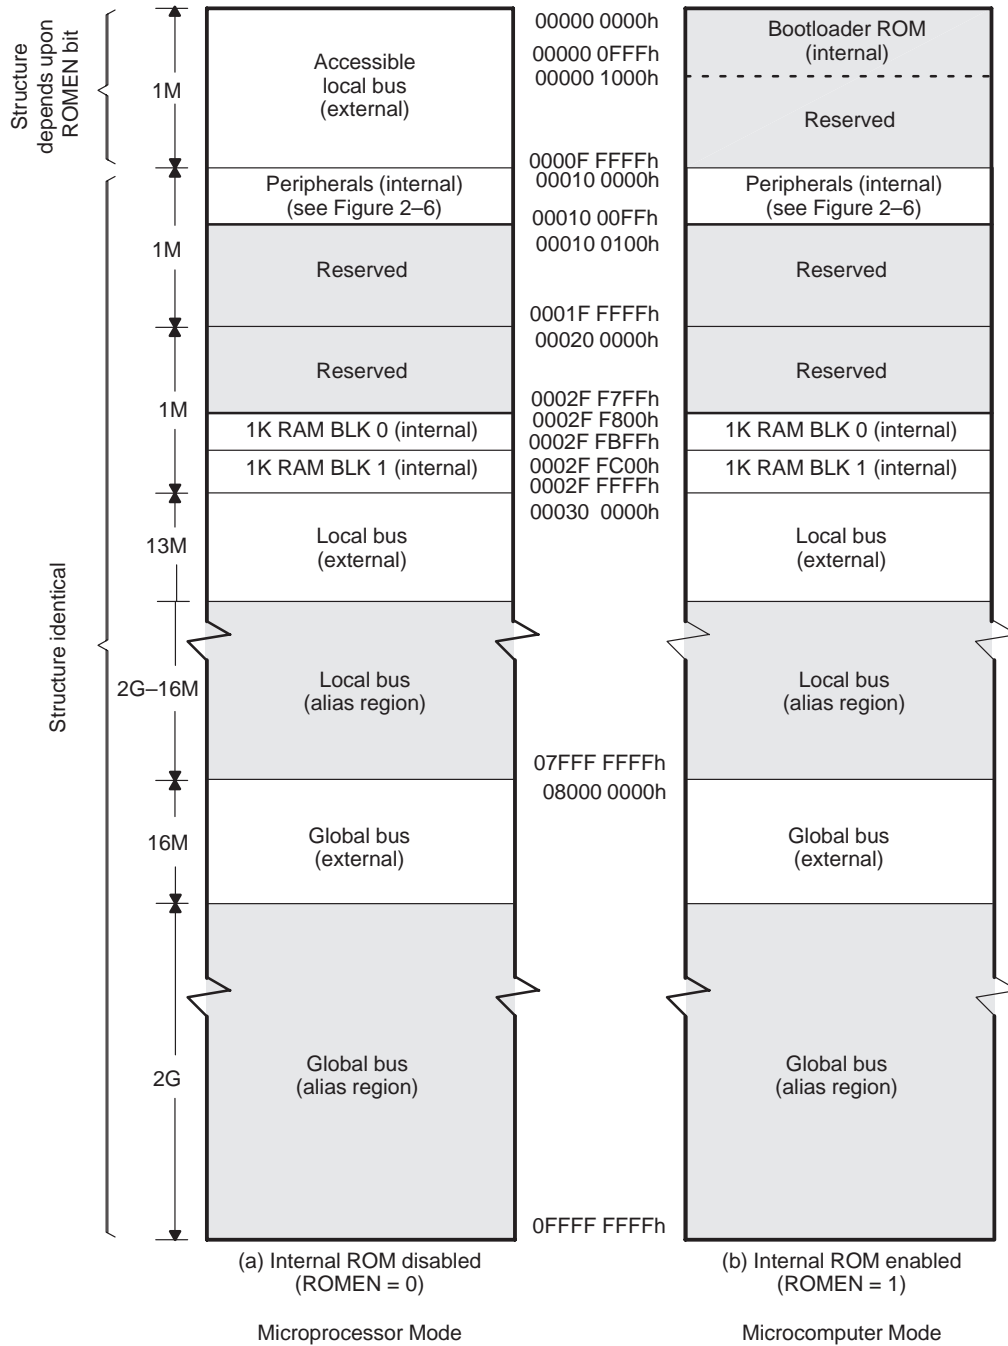 Structure
depends upon
ROMEN bit
Structure identical
1M
1M
1M
13M
2G–16M
16M
2G
Accessible
local bus
(external)
Peripherals (internal)
(see Figure 2–6)
Reserved
Reserved
1K RAM BLK 0 (internal)
1K RAM BLK 1 (internal)
Local bus
(external)
Local bus
(alias region)
Global bus
(external)
Global bus
(alias region)
(a) Internal ROM disabled
(ROMEN = 0)
Microprocessor Mode
00000 0000h
00000 0FFFh
00000 1000h
0000F FFFFh
00010 0000h
00010 00FFh
00010 0100h
0001F FFFFh
00020 0000h
0002F F7FFh
0002F F800h
0002F FBFFh
0002F FC00h
0002F FFFFh
00030 0000h
07FFF FFFFh
08000 0000h
0FFFF FFFFh
Bootloader ROM
(internal)
Reserved
Peripherals (internal)
(see Figure 2–6)
Reserved
Reserved
1K RAM BLK 0 (internal)
1K RAM BLK 1 (internal)
Local bus
(external)
Local bus
(alias region)
Global bus
(external)
Global bus
(alias region)
(b) Internal ROM enabled
(ROMEN = 1)
Microcomputer Mode